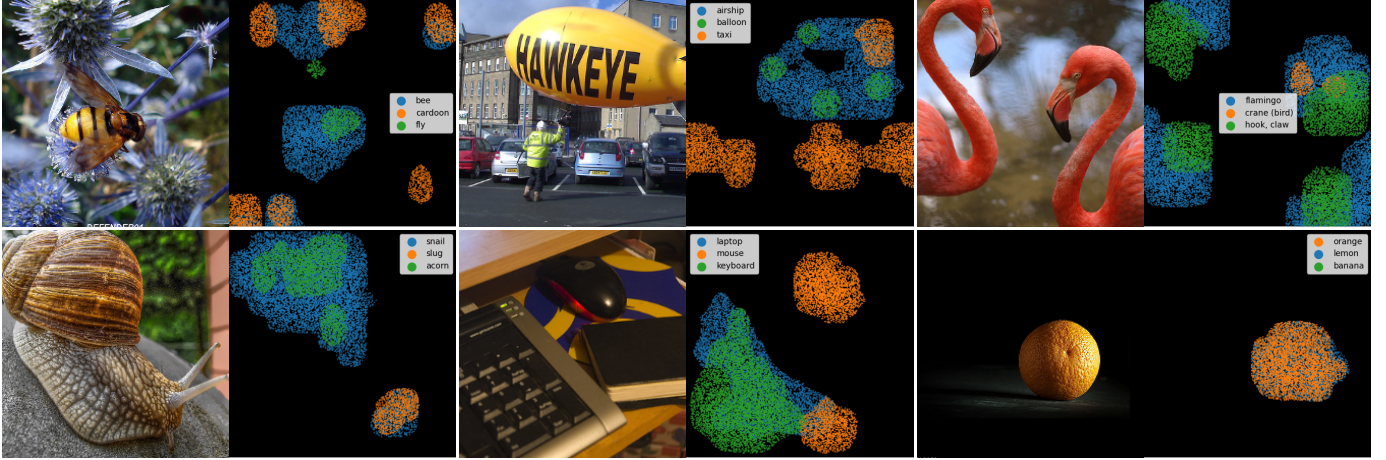 bee
cardoon
fly
HAWKEYE
airship
balloon
taxi
flamingo
crane (bird)
hook, claw
snail
slug
acorn
laptop
mouse
keyboard
orange
lemon
banana